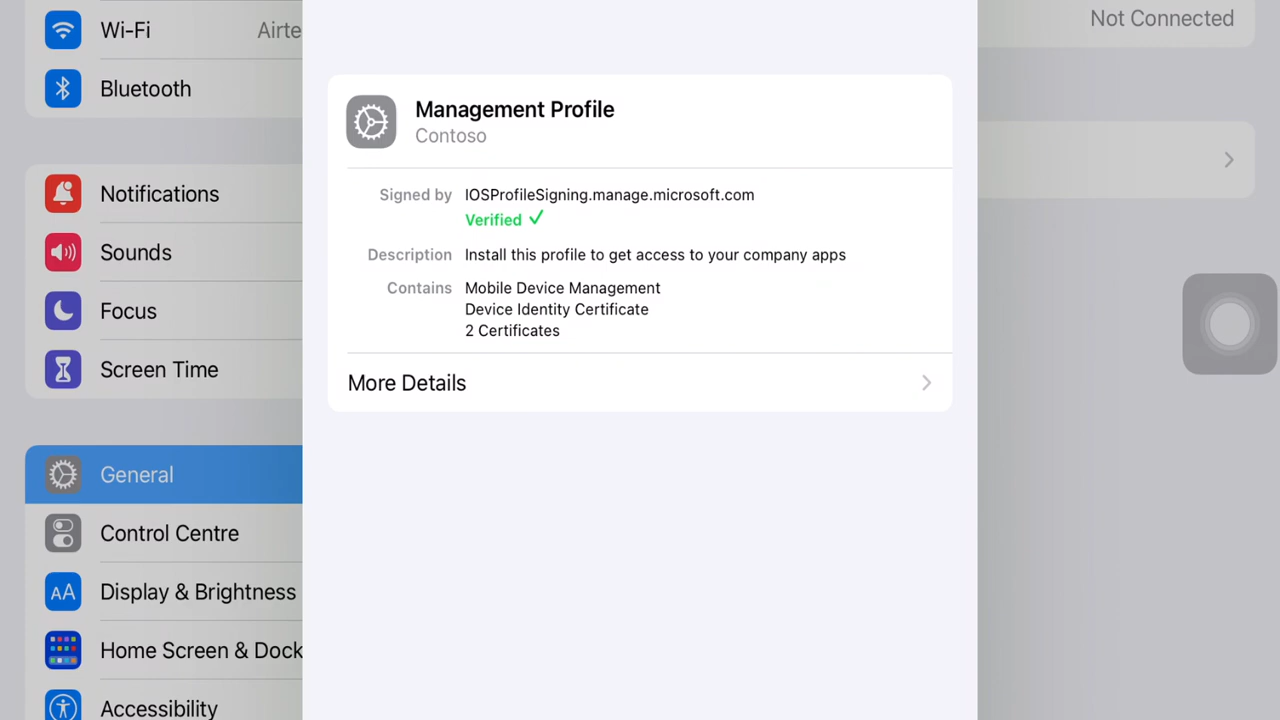 Wi-Fi
Airte
Bluetooth
Notifications
Sounds
Focus
Screen Time
General
Control Centre
AA
Display & Brightness
Home Screen & Dock
Accessibility
Management Profile
Contoso
Signed by IOSProfileSigning.manage.microsoft.com
Verified ✓
Description Install this profile to get access to your company apps
Contains Mobile Device Management
Device Identity Certificate
2 Certificates
More Details
Not Connected